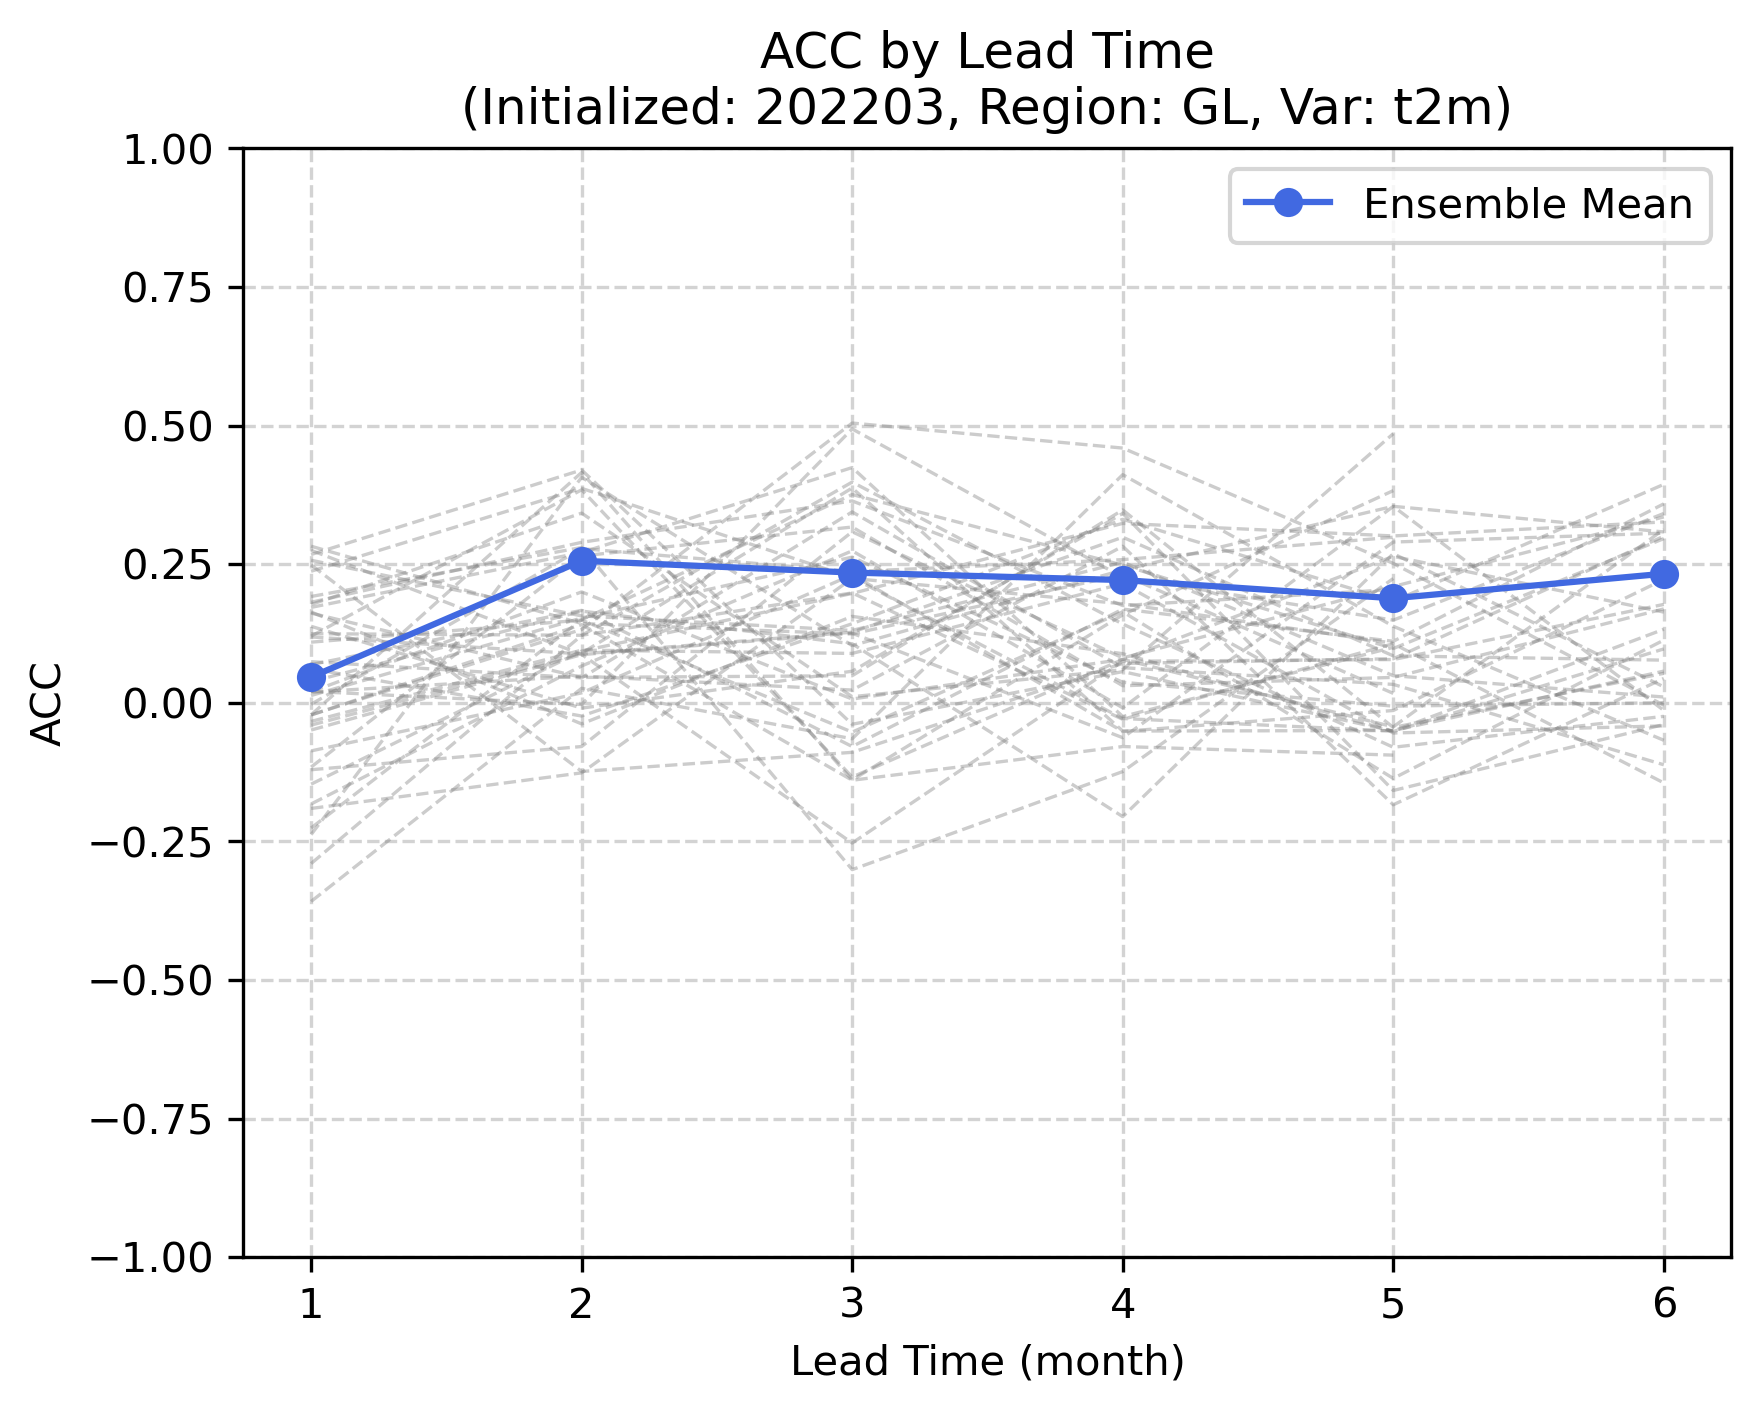 ACC by Lead Time
(Initialized: 202203, Region: GL, Var: t2m)
Ensemble Mean
1.00
0.75
0.50
0.25
0.00
−0.25
−0.50
−0.75
−1.00
ACC
1 2 3 4 5 6
Lead Time (month)